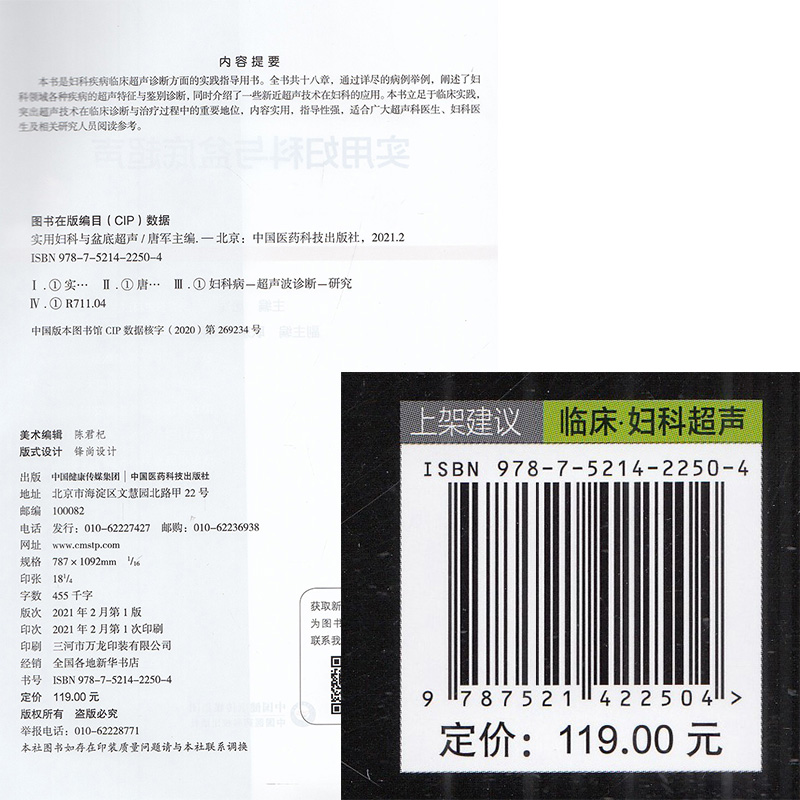 内容提要
本书是妇科疾病临床超声诊断方面的实践指导用书。全书共十八章，通过详尽的病例举例，阐述了妇
科领域各种疾病的超声特征与鉴别诊断，同时介绍了一些新近超声技术在妇科的应用。本书立足于临床实践，
突出超声技术在临床诊断与治疗过程中的重要地位，内容实用，指导性强，适合广大超声科医生、妇科医
生及相关研究人员阅读参考。
图书在版编目（CIP）数据
实用妇科与盆底超声 / 唐军主编. — 北京：中国医药科技出版社，2021.2
ISBN 978-7-5214-2250-4
Ⅰ.①实… Ⅱ.①唐… Ⅲ.①妇科病—超声波诊断—研究
Ⅳ.①R711.04
中国版本图书馆 CIP 数据核字（2020）第 269234 号
美术编辑 陈君杞
版式设计 锋尚设计
出版 中国健康传媒集团 | 中国医药科技出版社
地址 北京市海淀区文慧园北路甲 22 号
邮编 100082
电话 发行：010-62227427 邮购：010-62236938
网址 www.cmstp.com
规格 787 × 1092mm 1/16
印张 18 1/4
字数 455 千字
版次 2021 年 2 月第 1 版
印次 2021 年 2 月第 1 次印刷
印刷 三河市万龙印装有限公司
经销 全国各地新华书店
书号 ISBN 978-7-5214-2250-4
定价 119.00 元
版权所有 盗版必究
举报电话：010-62228771
本社图书如存在印装质量问题请与本社联系调换
获取新
为图书
联系我
上架建议 临床·妇科超声
ISBN 978-7-5214-2250-4
9 787521 422504 >
定价：119.00 元